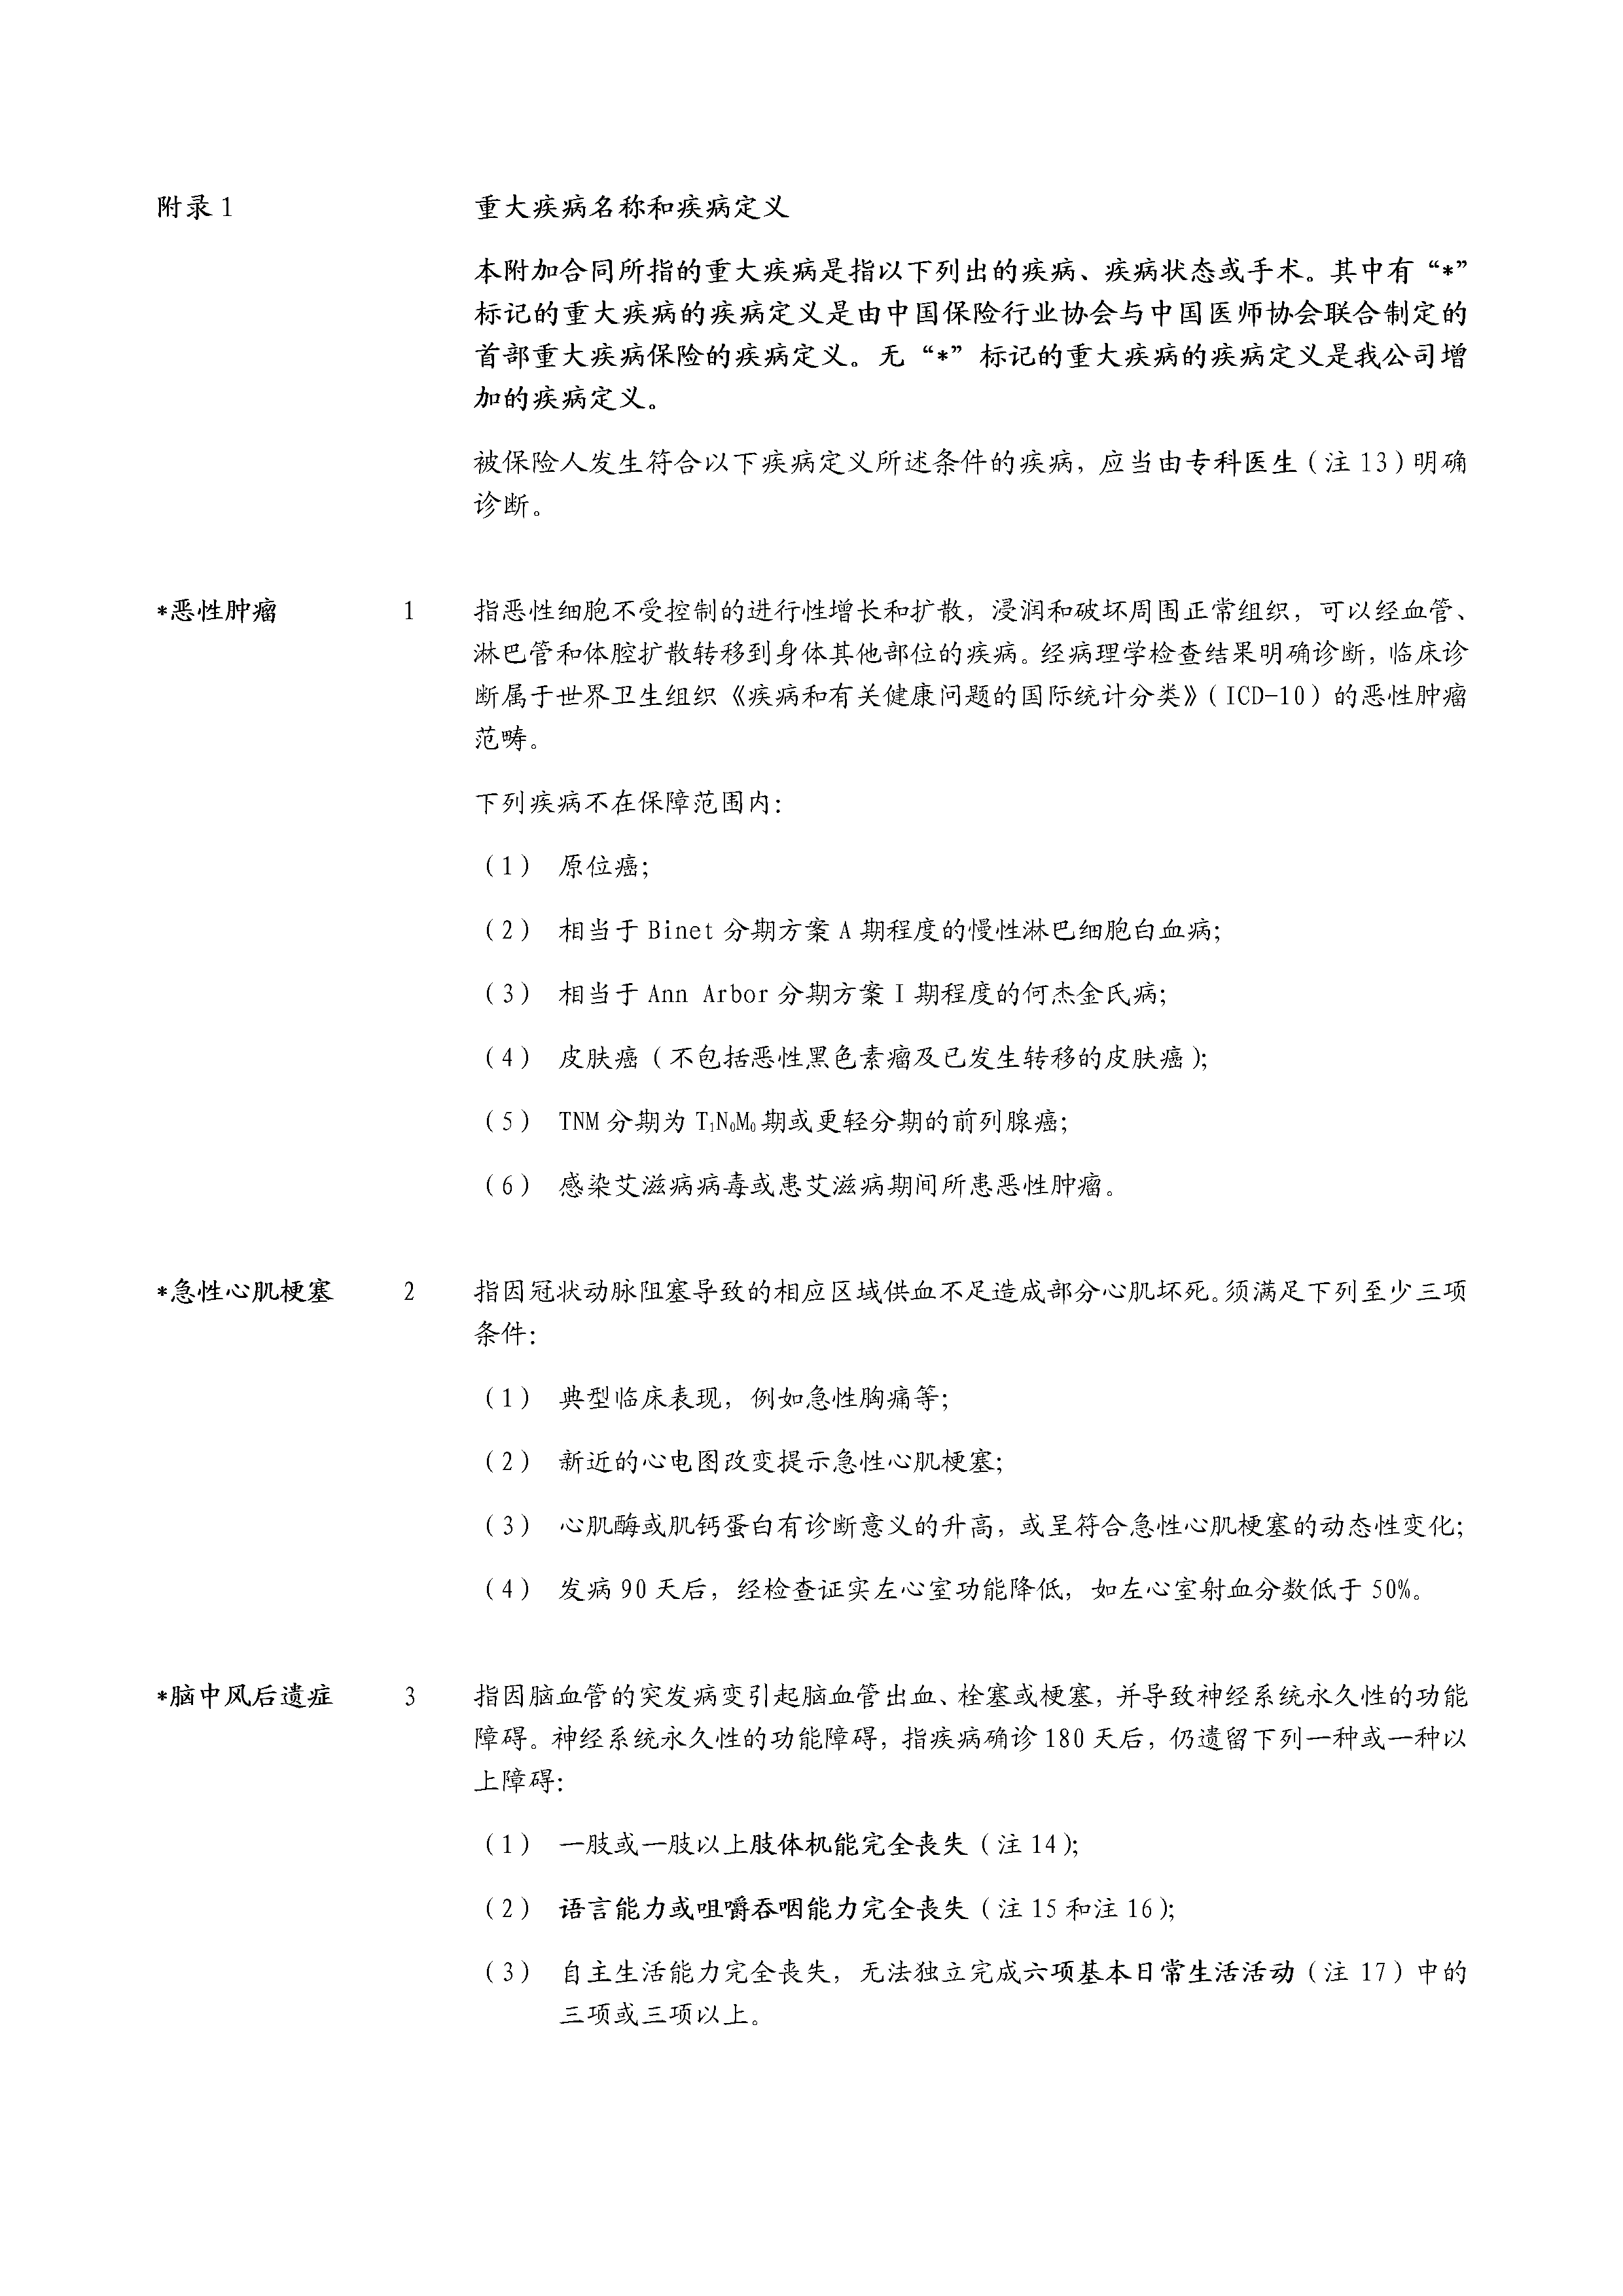 附录 1 重大疾病名称和疾病定义
本附加合同所指的重大疾病是指以下列出的疾病、疾病状态或手术。其中有“*”
标记的重大疾病的疾病定义是由中国保险行业协会与中国医师协会联合制定的
首部重大疾病保险的疾病定义。无“*”标记的重大疾病的疾病定义是我公司增
加的疾病定义。
被保险人发生符合以下疾病定义所述条件的疾病，应当由专科医生（注 13）明确
诊断。
*恶性肿瘤 1 指恶性细胞不受控制的进行性增长和扩散，浸润和破坏周围正常组织，可以经血管、
淋巴管和体腔扩散转移到身体其他部位的疾病。经病理学检查结果明确诊断，临床诊
断属于世界卫生组织《疾病和有关健康问题的国际统计分类》（ICD-10）的恶性肿瘤
范畴。
下列疾病不在保障范围内：
（1） 原位癌；
（2） 相当于 Binet 分期方案 A 期程度的慢性淋巴细胞白血病；
（3） 相当于 Ann Arbor 分期方案 I 期程度的何杰金氏病；
（4） 皮肤癌（不包括恶性黑色素瘤及已发生转移的皮肤癌）；
（5） TNM 分期为 T₁N₀M₀ 期或更轻分期的前列腺癌；
（6） 感染艾滋病病毒或患艾滋病期间所患恶性肿瘤。
*急性心肌梗塞 2 指因冠状动脉阻塞导致的相应区域供血不足造成部分心肌坏死。须满足下列至少三项
条件：
（1） 典型临床表现，例如急性胸痛等；
（2） 新近的心电图改变提示急性心肌梗塞；
（3） 心肌酶或肌钙蛋白有诊断意义的升高，或呈符合急性心肌梗塞的动态性变化；
（4） 发病 90 天后，经检查证实左心室功能降低，如左心室射血分数低于 50%。
*脑中风后遗症 3 指因脑血管的突发病变引起脑血管出血、栓塞或梗塞，并导致神经系统永久性的功能
障碍。神经系统永久性的功能障碍，指疾病确诊 180 天后，仍遗留下列一种或一种以
上障碍：
（1） 一肢或一肢以上肢体机能完全丧失（注 14）；
（2） 语言能力或咀嚼吞咽能力完全丧失（注 15 和注 16）；
（3） 自主生活能力完全丧失，无法独立完成六项基本日常生活活动（注 17）中的
三项或三项以上。